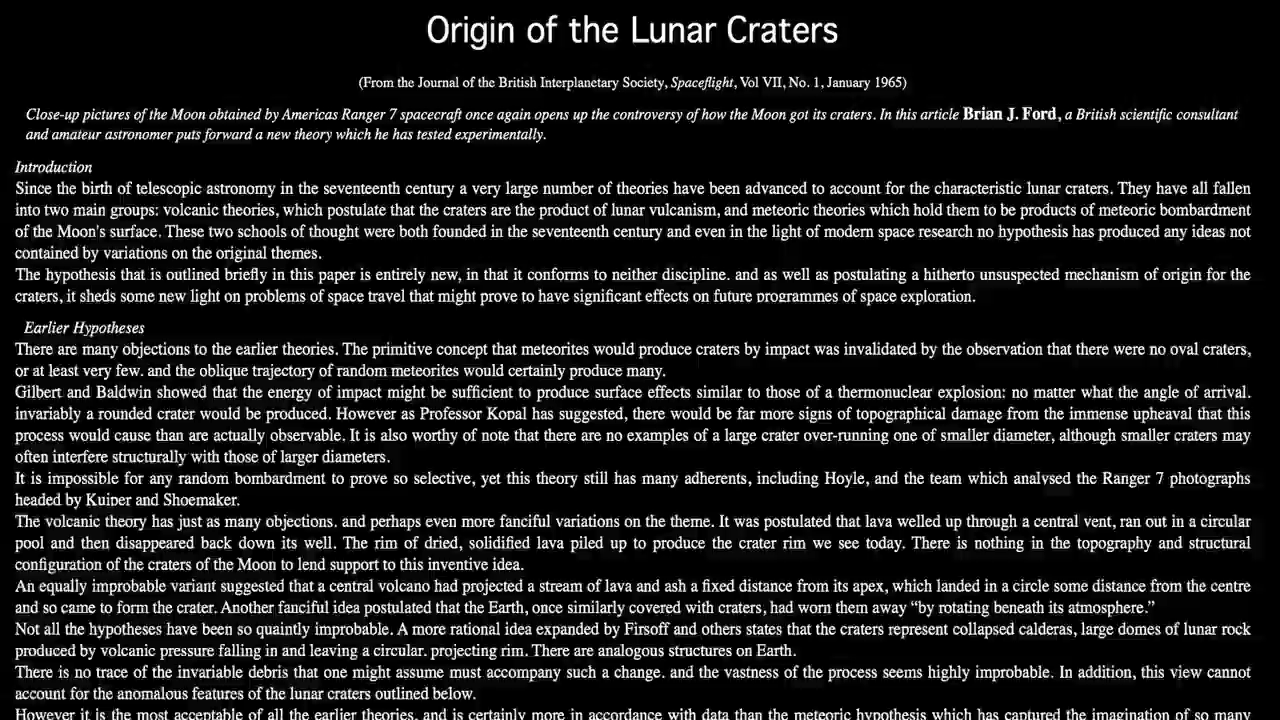 Origin of the Lunar Craters
(From the Journal of the British Interplanetary Society, Spaceflight, Vol VII, No. 1, January 1965)
Close-up pictures of the Moon obtained by Americas Ranger 7 spacecraft once again opens up the controversy of how the Moon got its craters. In this article Brian J. Ford, a British scientific consultant
and amateur astronomer puts forward a new theory which he has tested experimentally.
Introduction
Since the birth of telescopic astronomy in the seventeenth century a very large number of theories have been advanced to account for the characteristic lunar craters. They have all fallen
into two main groups: volcanic theories, which postulate that the craters are the product of lunar vulcanism, and meteoric theories which hold them to be products of meteoric bombardment
of the Moon's surface. These two schools of thought were both founded in the seventeenth century and even in the light of modern space research no hypothesis has produced any ideas not
contained by variations on the original themes.
The hypothesis that is outlined briefly in this paper is entirely new, in that it conforms to neither discipline. and as well as postulating a hitherto unsuspected mechanism of origin for the
craters, it sheds some new light on problems of space travel that might prove to have significant effects on future programmes of space exploration.
Earlier Hypotheses
There are many objections to the earlier theories. The primitive concept that meteorites would produce craters by impact was invalidated by the observation that there were no oval craters,
or at least very few. and the oblique trajectory of random meteorites would certainly produce many.
Gilbert and Baldwin showed that the energy of impact might be sufficient to produce surface effects similar to those of a thermonuclear explosion: no matter what the angle of arrival.
invariably a rounded crater would be produced. However as Professor Kopal has suggested, there would be far more signs of topographical damage from the immense upheaval that this
process would cause than are actually observable. It is also worthy of note that there are no examples of a large crater over-running one of smaller diameter, although smaller craters may
often interfere structurally with those of larger diameters.
It is impossible for any random bombardment to prove so selective, yet this theory still has many adherents, including Hoyle, and the team which analysed the Ranger 7 photographs
headed by Kuiper and Shoemaker.
The volcanic theory has just as many objections. and perhaps even more fanciful variations on the theme. It was postulated that lava welled up through a central vent, ran out in a circular
pool and then disappeared back down its well. The rim of dried, solidified lava piled up to produce the crater rim we see today. There is nothing in the topography and structural
configuration of the craters of the Moon to lend support to this inventive idea.
An equally improbable variant suggested that a central volcano had projected a stream of lava and ash a fixed distance from its apex, which landed in a circle some distance from the centre
and so came to form the crater. Another fanciful idea postulated that the Earth, once similarly covered with craters, had worn them away “by rotating beneath its atmosphere.”
Not all the hypotheses have been so quaintly improbable. A more rational idea expanded by Firsoff and others states that the craters represent collapsed calderas, large domes of lunar rock
produced by volcanic pressure falling in and leaving a circular. projecting rim. There are analogous structures on Earth.
There is no trace of the invariable debris that one might assume must accompany such a change. and the vastness of the process seems highly improbable. In addition, this view cannot
account for the anomalous features of the lunar craters outlined below.
However it is the most acceptable of all the earlier theories. and is certainly more in accordance with data than the meteoric hypothesis which has captured the imagination of so many